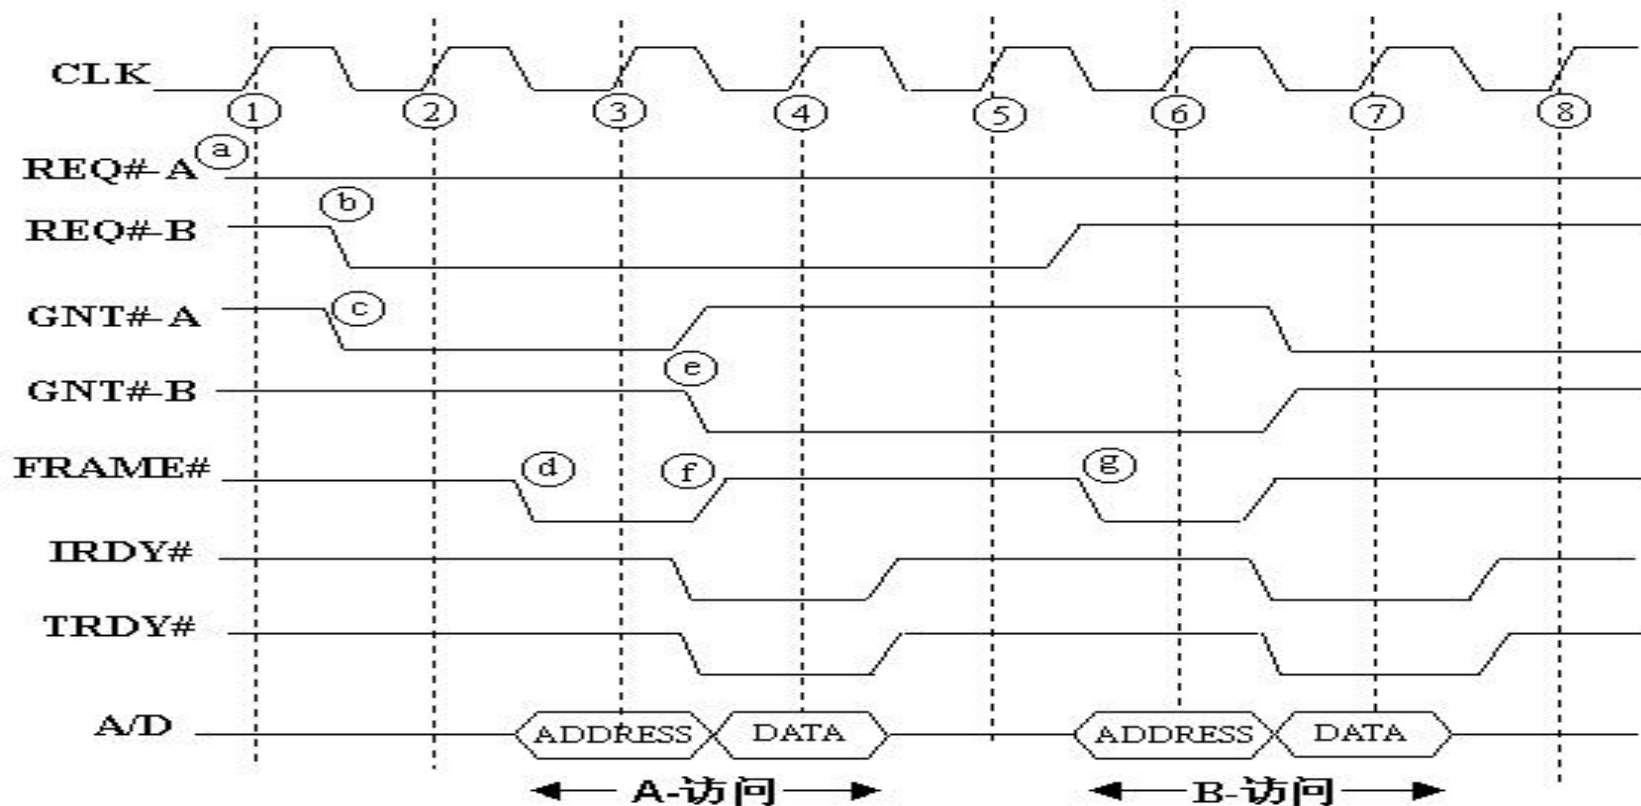 CLK
① ② ③ ④ ⑤ ⑥ ⑦ ⑧
REQ#-A ⓐ
ⓑ
REQ#-B
GNT#-A ⓒ
ⓔ
GNT#-B
FRAME# ⓓ ⓕ ⓖ
IRDY#
TRDY#
A/D ADDRESS DATA ADDRESS DATA
A-访问 B-访问